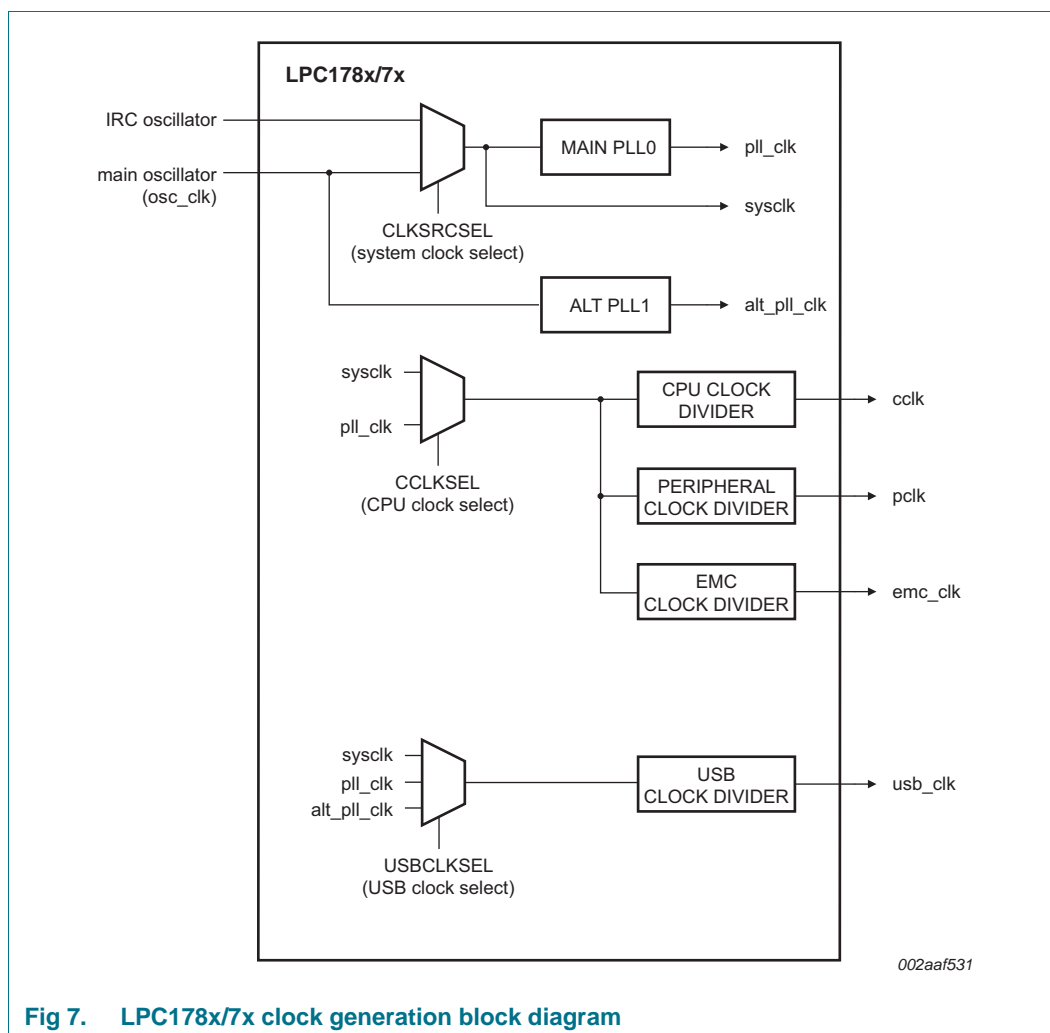 LPC178x/7x
IRC oscillator
main oscillator
(osc_clk)
CLKSRCSEL
(system clock select)
MAIN PLL0
pll_clk
sysclk
ALT PLL1
alt_pll_clk
sysclk
pll_clk
CCLKSEL
(CPU clock select)
CPU CLOCK
DIVIDER
cclk
PERIPHERAL
CLOCK DIVIDER
pclk
EMC
CLOCK DIVIDER
emc_clk
sysclk
pll_clk
alt_pll_clk
USBCLKSEL
(USB clock select)
USB
CLOCK DIVIDER
usb_clk
002aaf531
Fig 7. LPC178x/7x clock generation block diagram